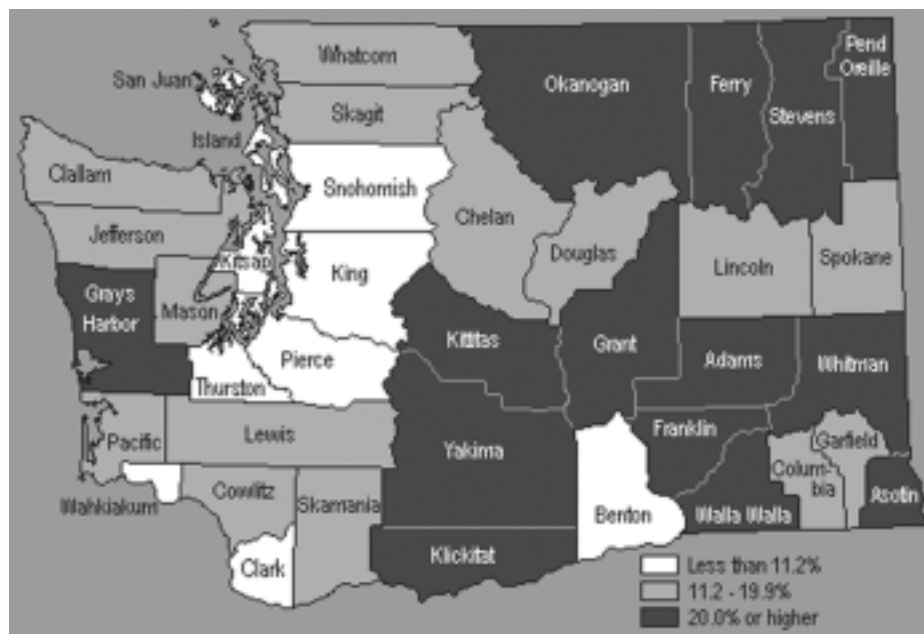 Whatcom
San Juan
Skagit
Island
Okanogan
Ferry
Pend
Oreille
Stevens
Clallam
Snohomish
Chelan
Jefferson
Douglas
Kitsap
King
Lincoln
Spokane
Grays
Harbor
Mason
Kittitas
Grant
Adams
Whitman
Pierce
Thurston
Pacific
Lewis
Yakima
Franklin
Garfield
Colum-
bia
Asotin
Wahkiakum
Cowlitz
Skamania
Benton
Walla Walla
Clark
Klickitat
Less than 11.2%
11.2 - 19.9%
20.0% or higher